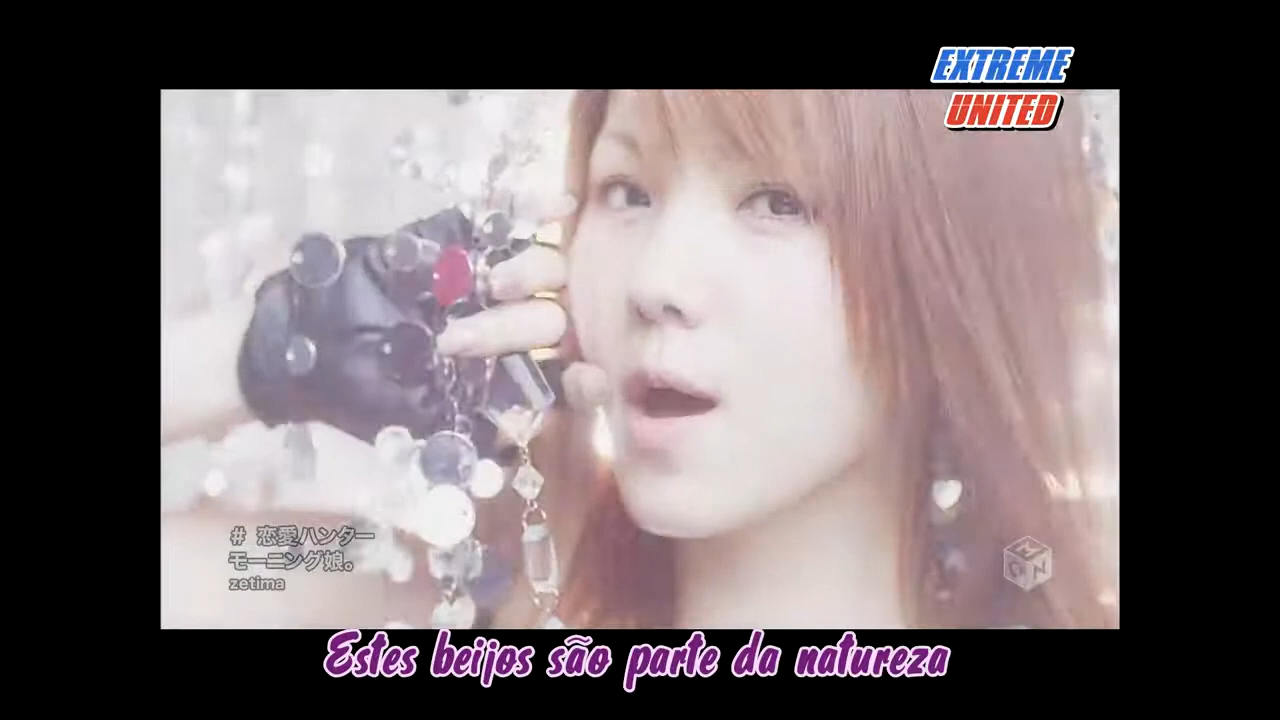 EXTREME
UNITED
# 恋愛ハンター
モーニング娘。
zetima
M
ON
Estes beijos são parte da natureza